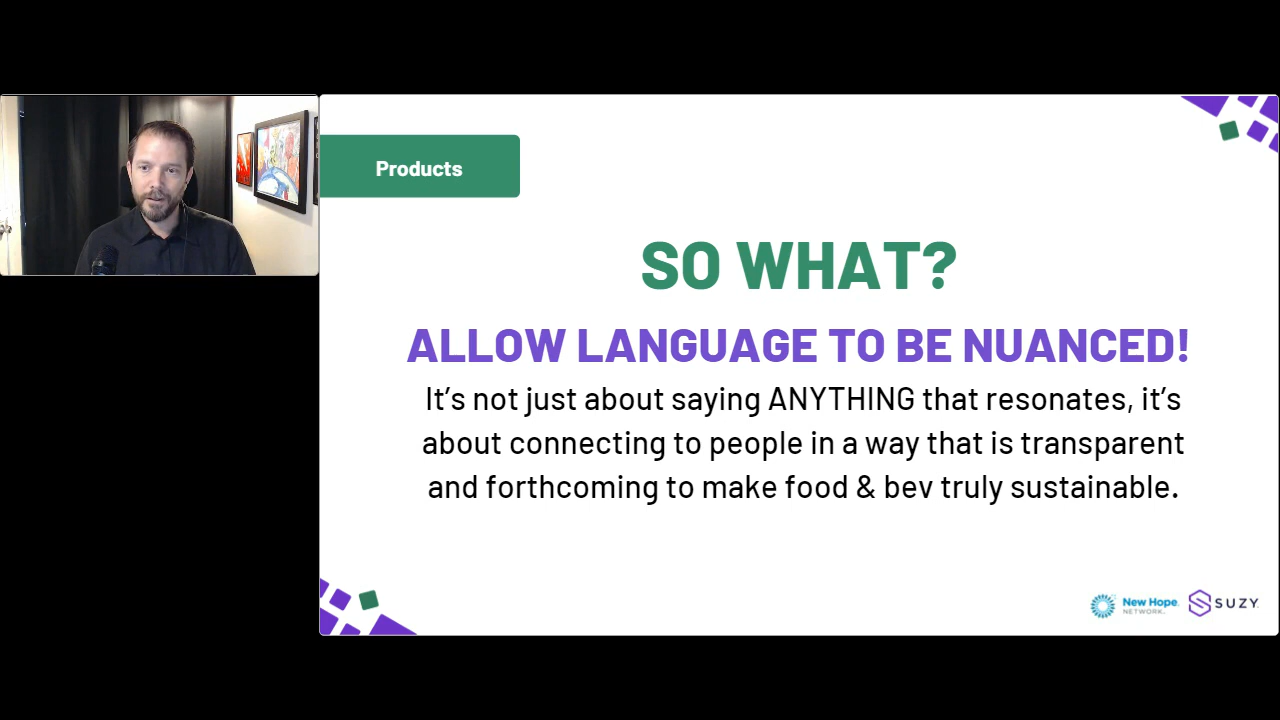 Products
SO WHAT?
ALLOW LANGUAGE TO BE NUANCED!
It’s not just about saying ANYTHING that resonates, it’s
about connecting to people in a way that is transparent
and forthcoming to make food & bev truly sustainable.
New Hope
NETWORK
SUZY